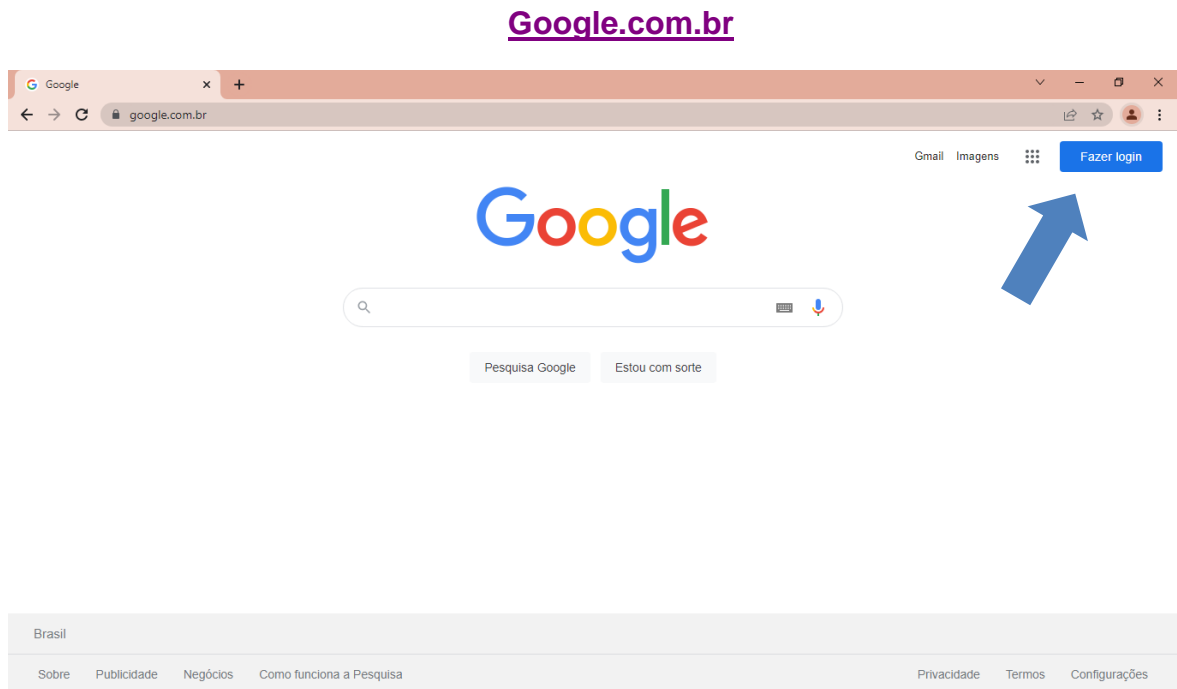 Google.com.br
Google
google.com.br
Gmail Imagens Fazer login
Google
Pesquisa Google Estou com sorte
Brasil
Sobre Publicidade Negócios Como funciona a Pesquisa Privacidade Termos Configurações